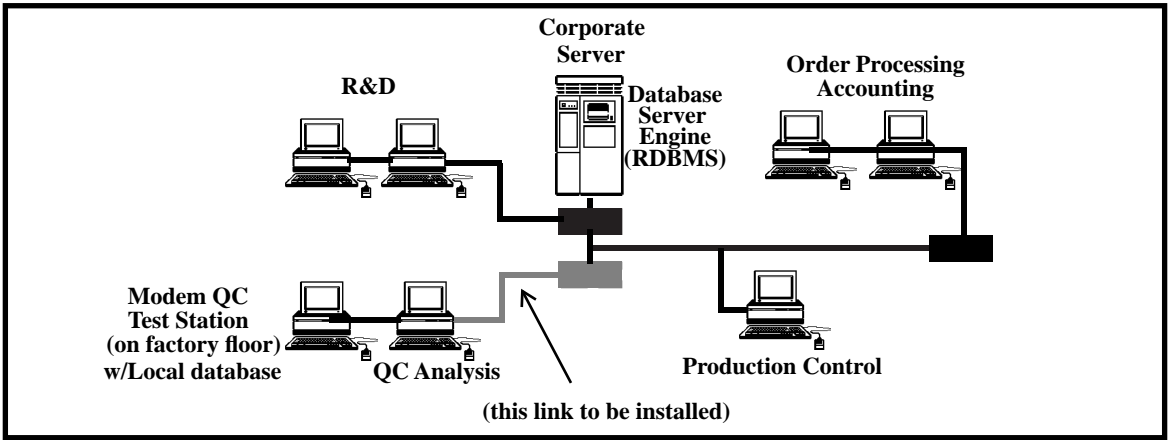 Corporate
Server
R&D
Database
Server
Engine
(RDBMS)
Order Processing
Accounting
Modem QC
Test Station
(on factory floor)
w/Local database
QC Analysis
Production Control
(this link to be installed)